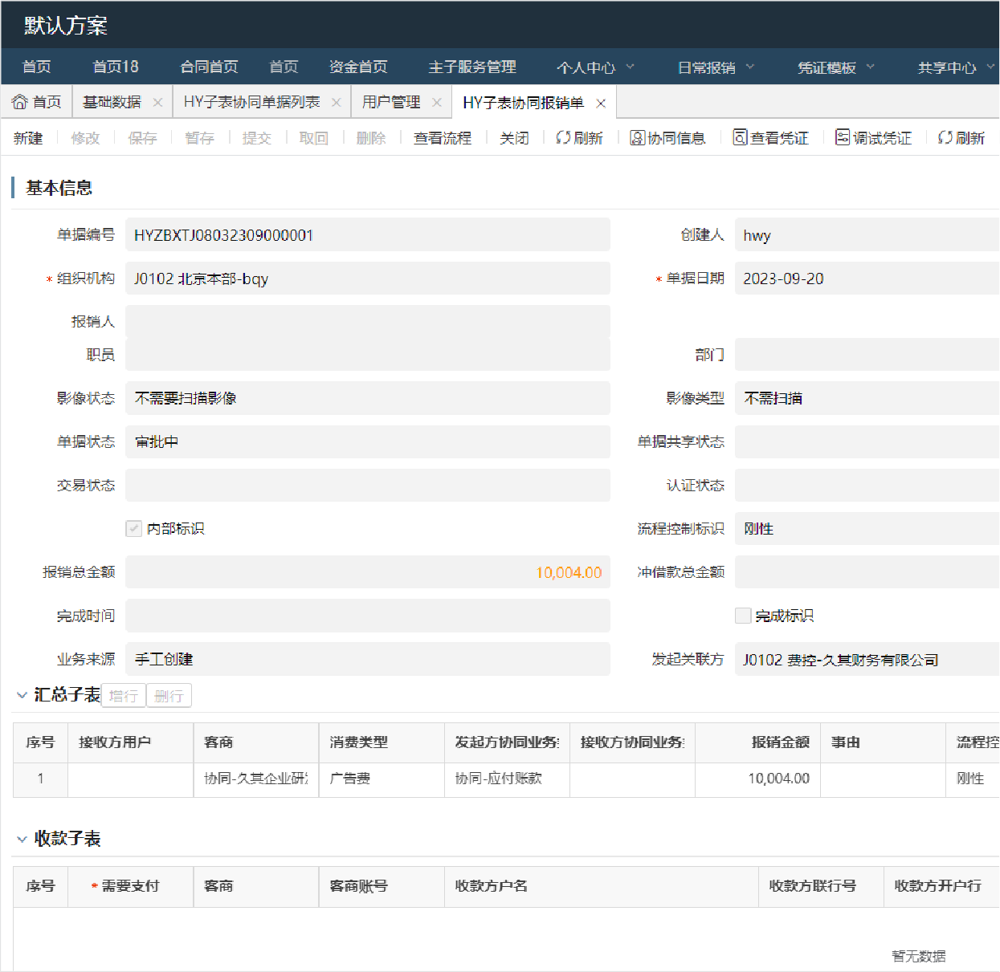 默认方案
首页 首页18 合同首页 首页 资金首页 主子服务管理 个人中心 日常报销 凭证模板 共享中心
首页 基础数据 HY子表协同单据列表 用户管理 HY子表协同报销单
新建 修改 保存 暂存 提交 取回 删除 查看流程 关闭 刷新 协同信息 查看凭证 调试凭证 刷新
基本信息
单据编号 HYZBXTJ08032309000001 创建人 hwy
* 组织机构 J0102 北京本部-bqy * 单据日期 2023-09-20
报销人
职员 部门
影像状态 不需要扫描影像 影像类型 不需扫描
单据状态 审批中 单据共享状态
交易状态 认证状态
内部标识 流程控制标识 刚性
报销总金额 10,004.00 冲借款总金额
完成时间 完成标识
业务来源 手工创建 发起关联方 J0102 费控-久其财务有限公司
汇总子表 增行 删行
序号 接收方用户 客商 消费类型 发起方协同业务 接收方协同业务 报销金额 事由 流程控
1 协同-久其企业研 广告费 协同-应付账款 10,004.00 刚性
收款子表
序号 * 需要支付 客商 客商账号 收款方户名 收款方联行号 收款方开户行
暂无数据